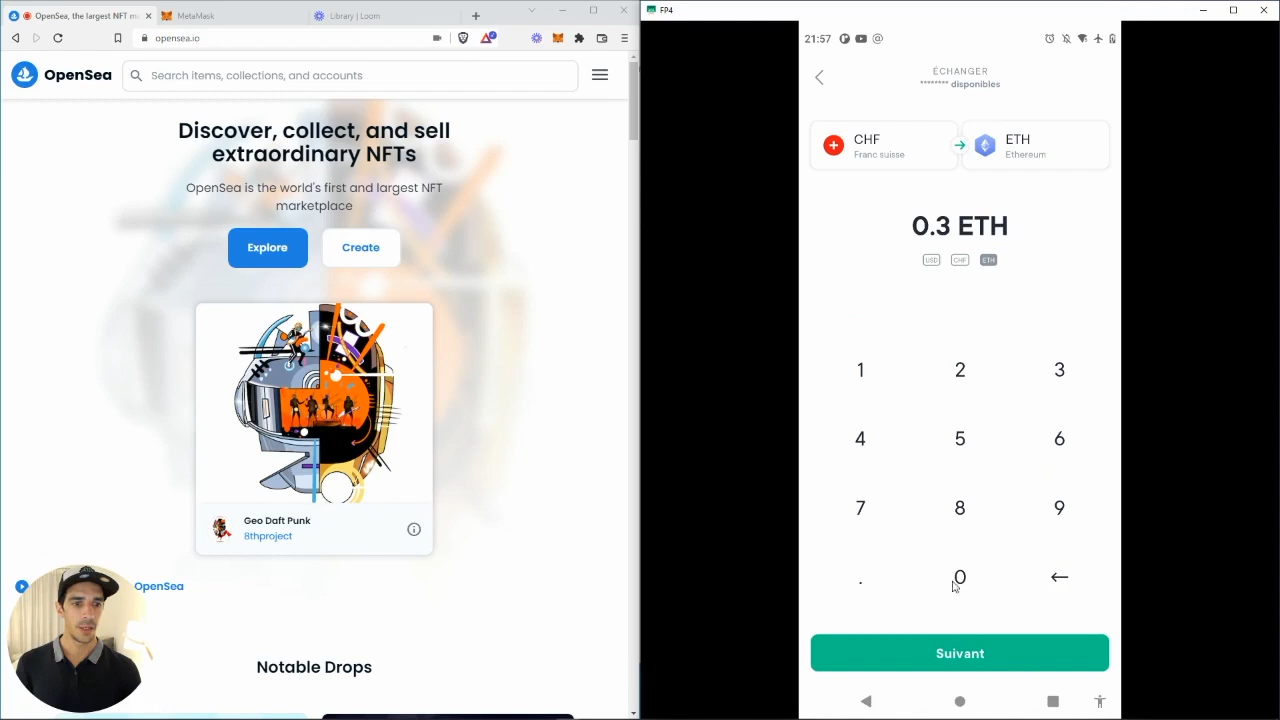 OpenSea, the largest NFT m
MetaMask
Library | Loom
opensea.io
OpenSea
Search items, collections, and accounts
Discover, collect, and sell
extraordinary NFTs
OpenSea is the world's first and largest NFT
marketplace
Explore
Create
Geo Daft Punk
8thproject
OpenSea
Notable Drops
FP4
21:57
ÉCHANGER
******** disponibles
CHF
Franc suisse
ETH
Ethereum
0.3 ETH
USD
CHF
ETH
1
2
3
4
5
6
7
8
9
.
0
Suivant